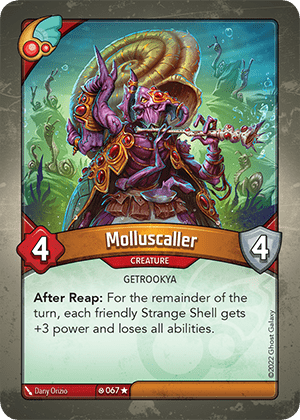 Molluscaller
4
CREATURE
4
GETROOKYA
After Reap: For the remainder of the
turn, each friendly Strange Shell gets
+3 power and loses all abilities.
©2022 Ghost Galaxy
Dany Orizio
067